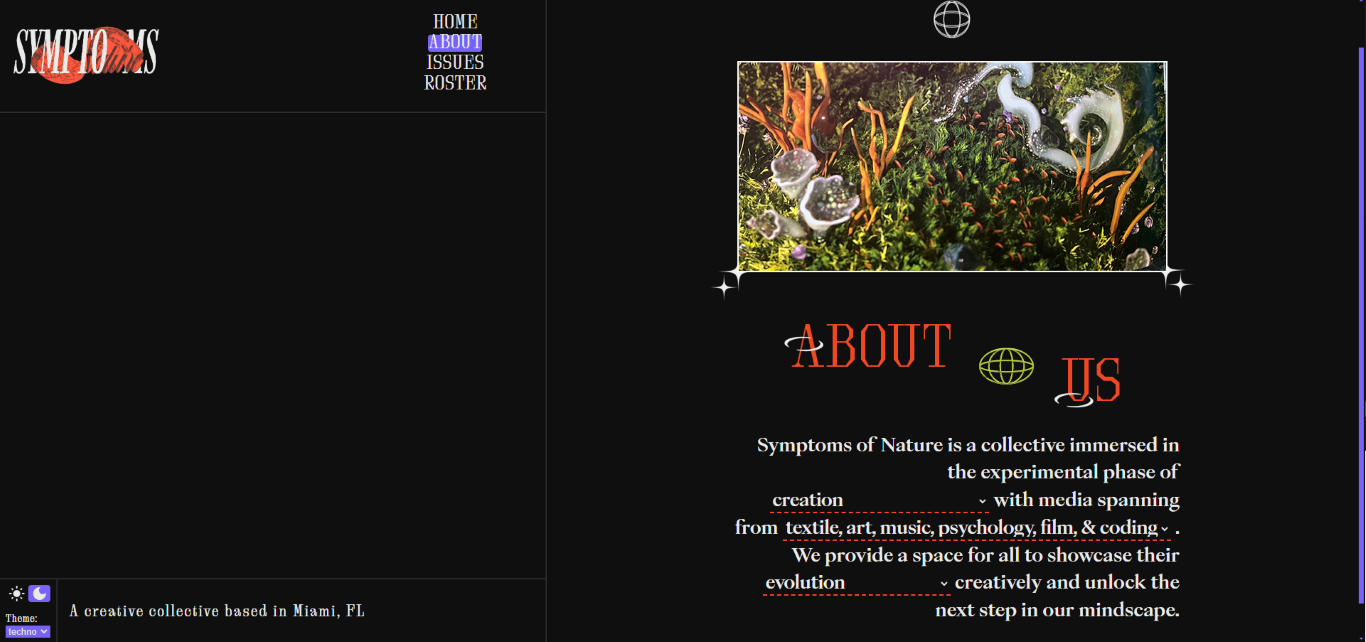 SYMPTOMS
HOME
ABOUT
ISSUES
ROSTER
ABOUT
US
Symptoms of Nature is a collective immersed in
the experimental phase of
creation with media spanning
from textile, art, music, psychology, film, & coding .
We provide a space for all to showcase their
evolution creatively and unlock the
next step in our mindscape.
Theme:
techno
A creative collective based in Miami, FL